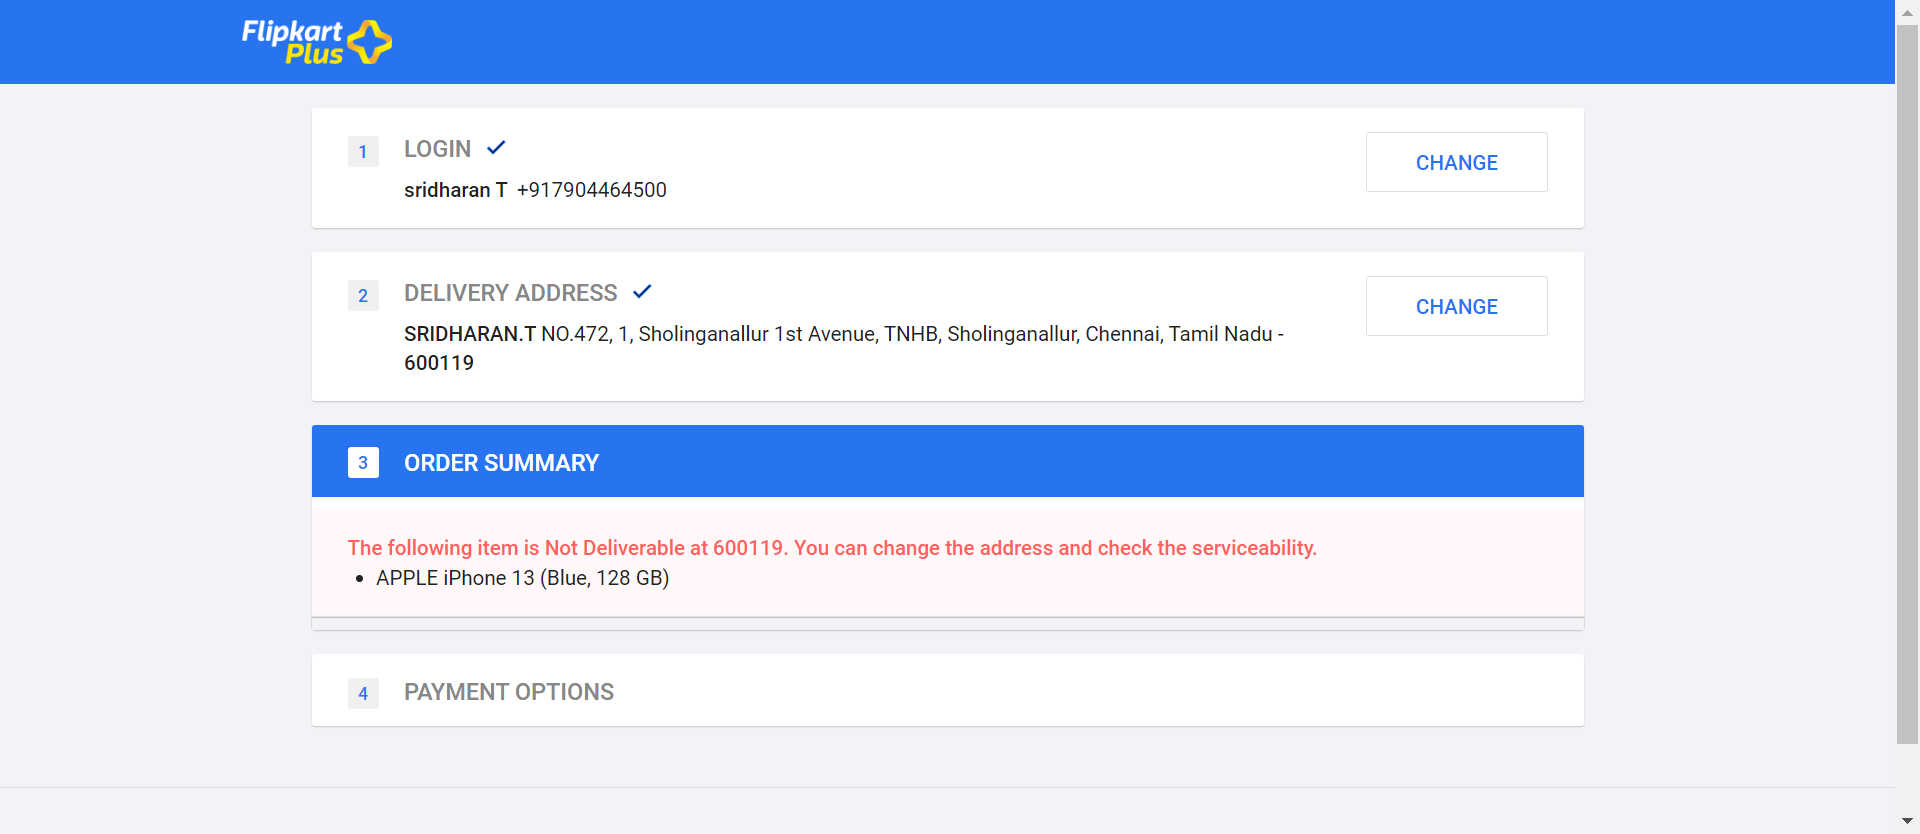 Flipkart
Plus
1 LOGIN
CHANGE
sridharan T +917904464500
2 DELIVERY ADDRESS
CHANGE
SRIDHARAN.T NO.472, 1, Sholinganallur 1st Avenue, TNHB, Sholinganallur, Chennai, Tamil Nadu -
600119
3 ORDER SUMMARY
The following item is Not Deliverable at 600119. You can change the address and check the serviceability.
• APPLE iPhone 13 (Blue, 128 GB)
4 PAYMENT OPTIONS